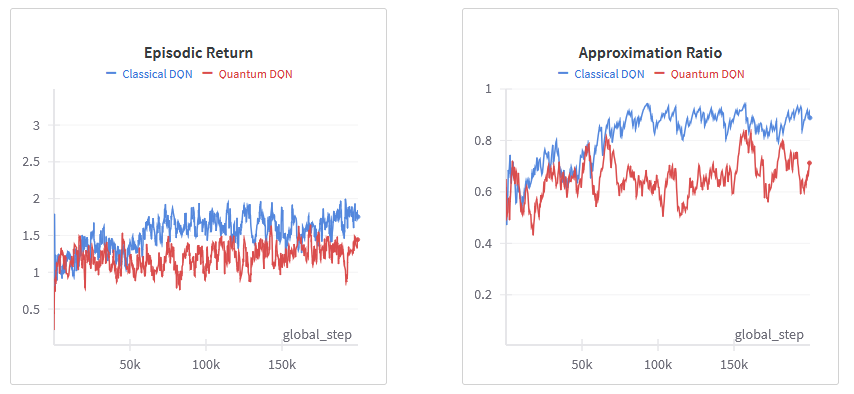 Episodic Return
Classical DQN Quantum DQN
3
2.5
2
1.5
1
0.5
global_step
50k 100k 150k
Approximation Ratio
Classical DQN Quantum DQN
1
0.8
0.6
0.4
0.2
global_step
50k 100k 150k